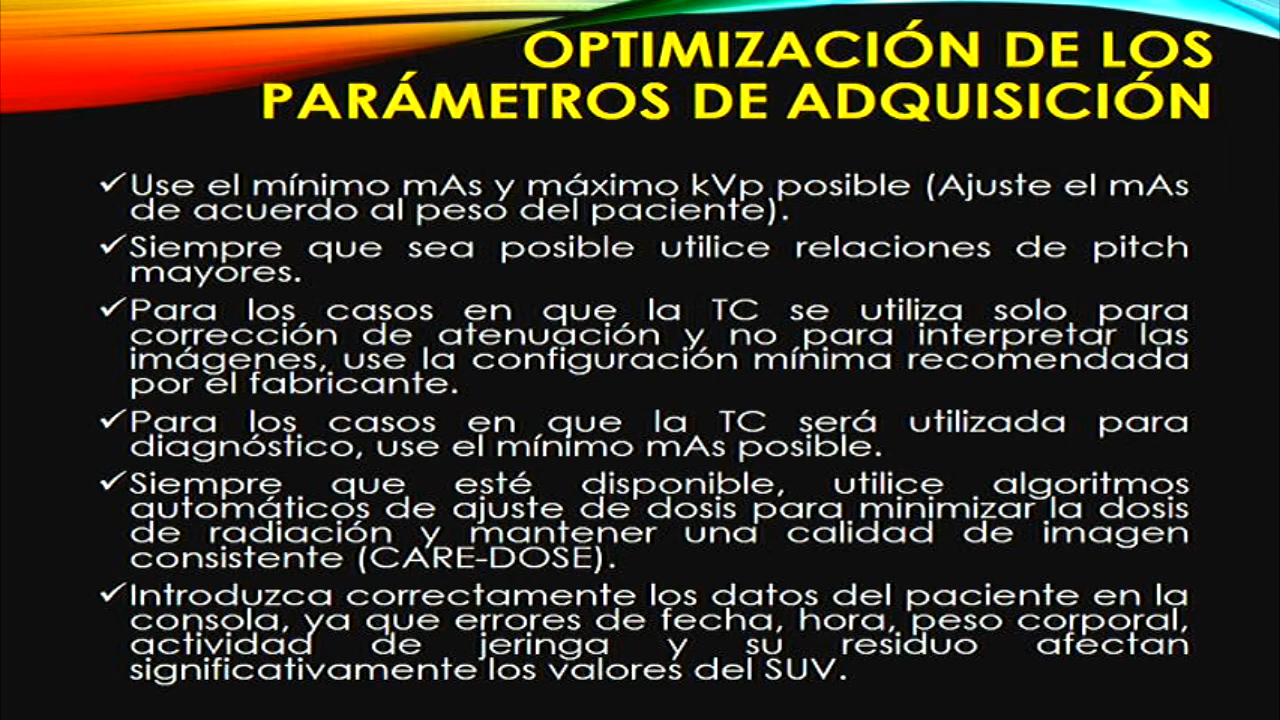 OPTIMIZACIÓN DE LOS
PARÁMETROS DE ADQUISICIÓN
✓Use el mínimo mAs y máximo kVp posible (Ajuste el mAs
de acuerdo al peso del paciente).
✓Siempre que sea posible utilice relaciones de pitch
mayores.
✓Para los casos en que la TC se utiliza solo para
corrección de atenuación y no para interpretar las
imágenes, use la configuración mínima recomendada
por el fabricante.
✓Para los casos en que la TC será utilizada para
diagnóstico, use el mínimo mAs posible.
✓Siempre que esté disponible, utilice algoritmos
automáticos de ajuste de dosis para minimizar la dosis
de radiación y mantener una calidad de imagen
consistente (CARE-DOSE).
✓Introduzca correctamente los datos del paciente en la
consola, ya que errores de fecha, hora, peso corporal,
actividad de jeringa y su residuo afectan
significativamente los valores del SUV.